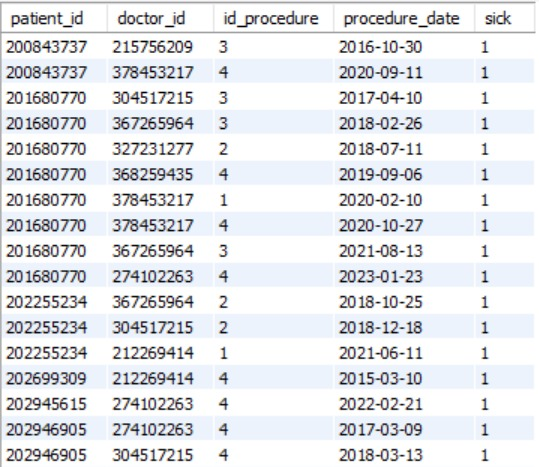 patient_id doctor_id id_procedure procedure_date sick
200843737 215756209 3 2016-10-30 1
200843737 378453217 4 2020-09-11 1
201680770 304517215 3 2017-04-10 1
201680770 367265964 3 2018-02-26 1
201680770 327231277 2 2018-07-11 1
201680770 368259435 4 2019-09-06 1
201680770 378453217 1 2020-02-10 1
201680770 378453217 4 2020-10-27 1
201680770 367265964 3 2021-08-13 1
201680770 274102263 4 2023-01-23 1
202255234 367265964 2 2018-10-25 1
202255234 304517215 2 2018-12-18 1
202255234 212269414 1 2021-06-11 1
202699309 212269414 4 2015-03-10 1
202945615 274102263 4 2022-02-21 1
202946905 274102263 4 2017-03-09 1
202946905 304517215 4 2018-03-13 1